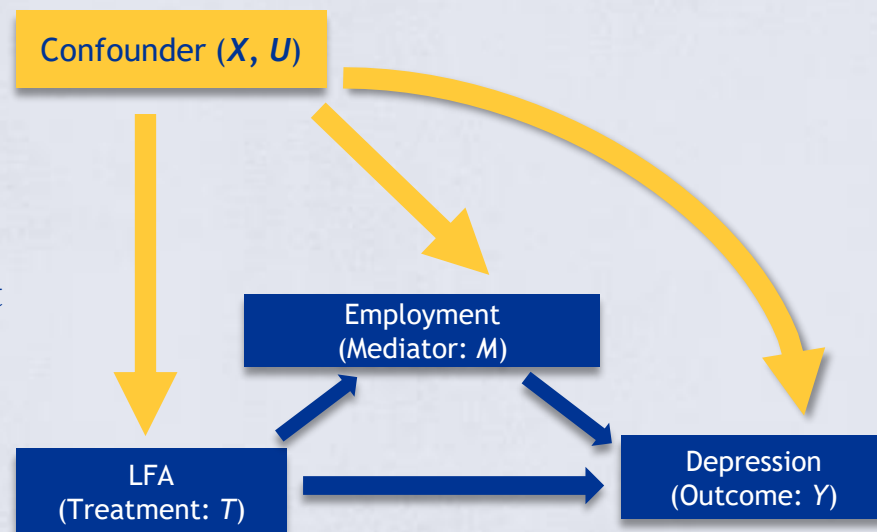 Confounder (X, U)
Employment
(Mediator: M)
LFA
(Treatment: T)
Depression
(Outcome: Y)